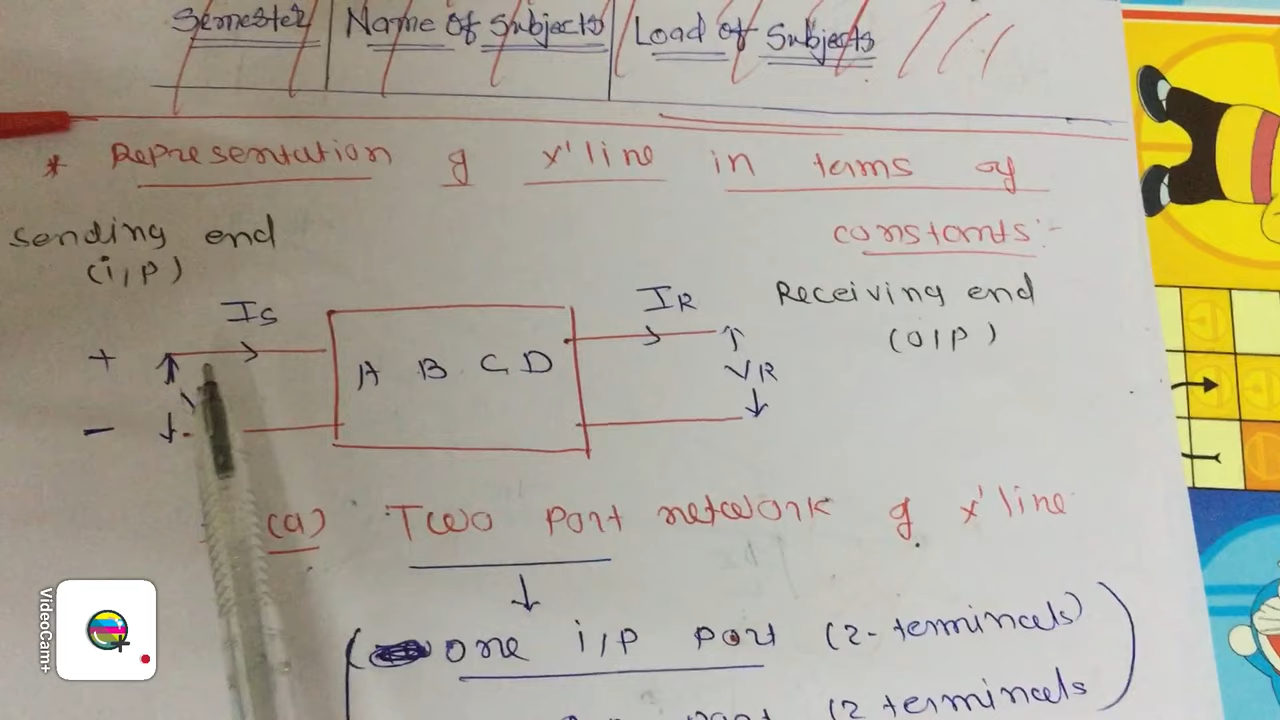 Semester Name Of Subjects Load Of Subjects
* Representation of x'line in terms of
constants:-
Sending end
(i/p)
Receiving end
(O/P)
IS
IR
+
A B C D
VR
-
(a) Two Port network of x'line
one i/p port (2-terminals)
(2 terminals
VideoCam+